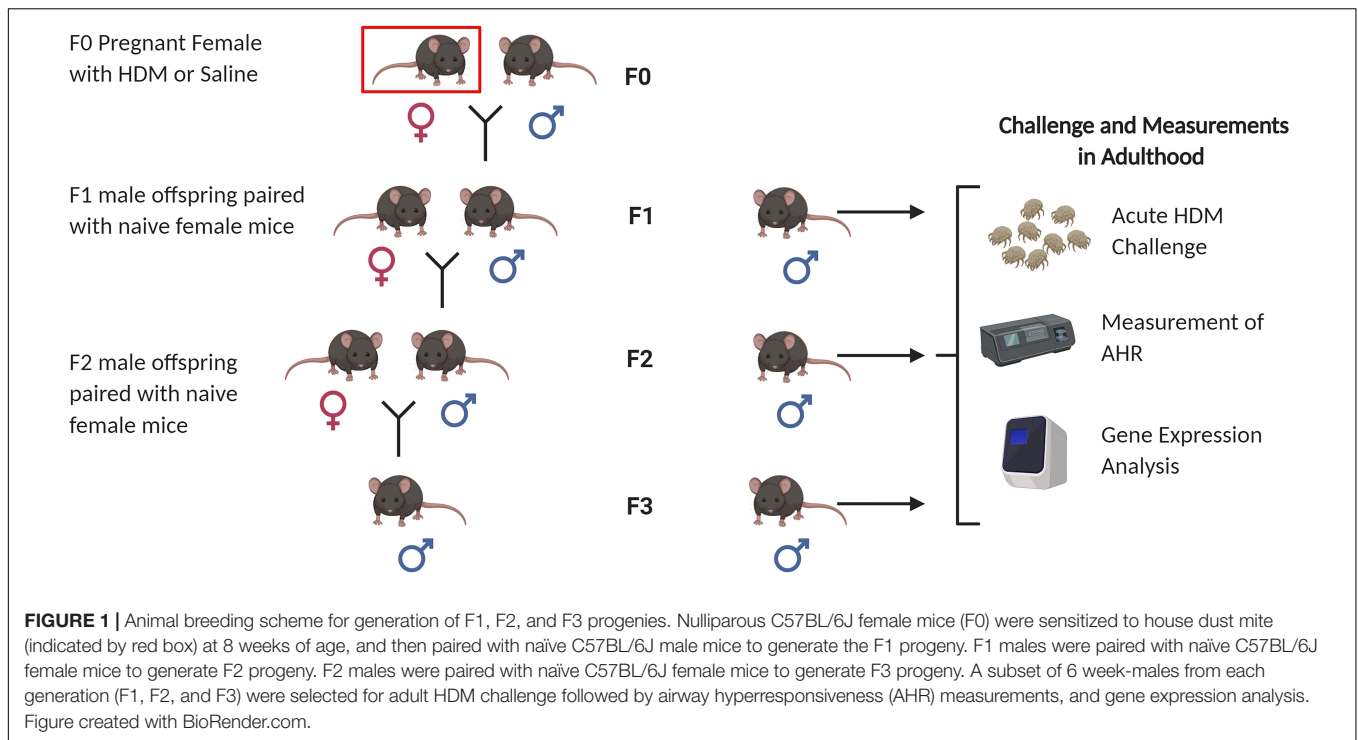 F0 Pregnant Female
with HDM or Saline
F0
Challenge and Measurements
in Adulthood
F1 male offspring paired
with naive female mice
F1
Acute HDM
Challenge
F2 male offspring
paired with naive
female mice
F2
Measurement of
AHR
F3
Gene Expression
Analysis
FIGURE 1 | Animal breeding scheme for generation of F1, F2, and F3 progenies. Nulliparous C57BL/6J female mice (F0) were sensitized to house dust mite
(indicated by red box) at 8 weeks of age, and then paired with naïve C57BL/6J male mice to generate the F1 progeny. F1 males were paired with naïve C57BL/6J
female mice to generate F2 progeny. F2 males were paired with naïve C57BL/6J female mice to generate F3 progeny. A subset of 6 week-males from each
generation (F1, F2, and F3) were selected for adult HDM challenge followed by airway hyperresponsiveness (AHR) measurements, and gene expression analysis.
Figure created with BioRender.com.